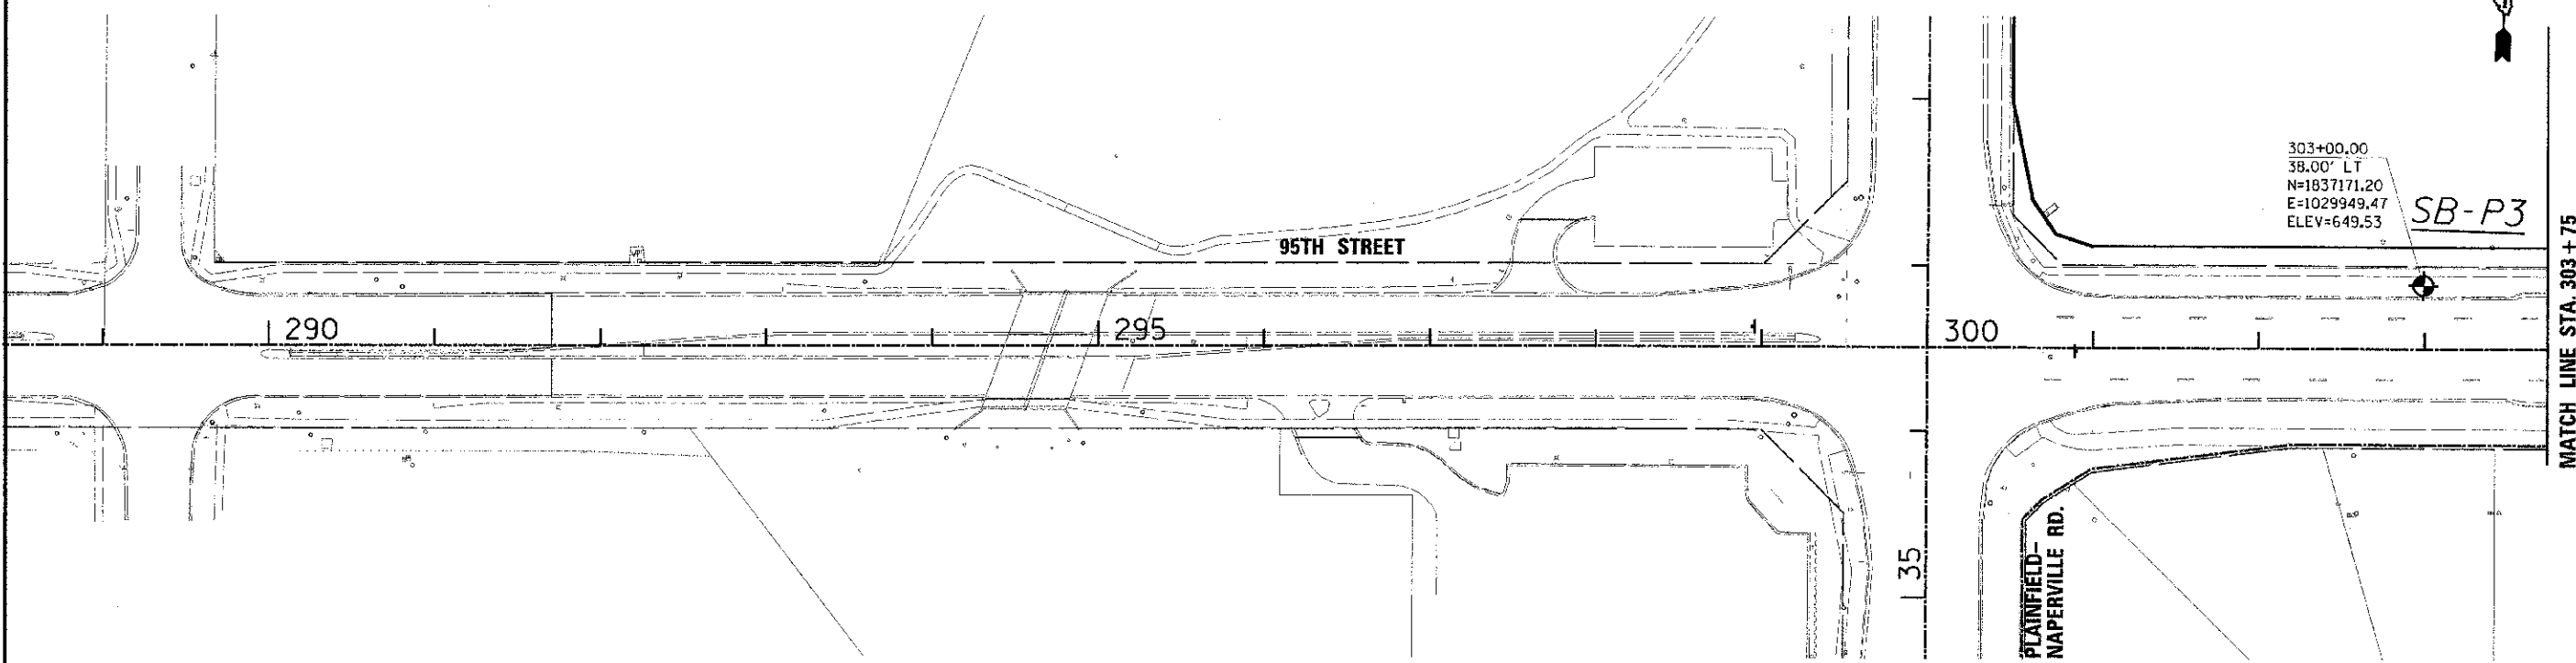 303+00.00
38.00' LT
N=1837171.20
E=1029949.47
ELEV=649.53
SB-P3
95TH STREET
290
295
300
MATCH LINE STA. 303+75
135
PLAINFIELD-
NAPERVILLE RD.